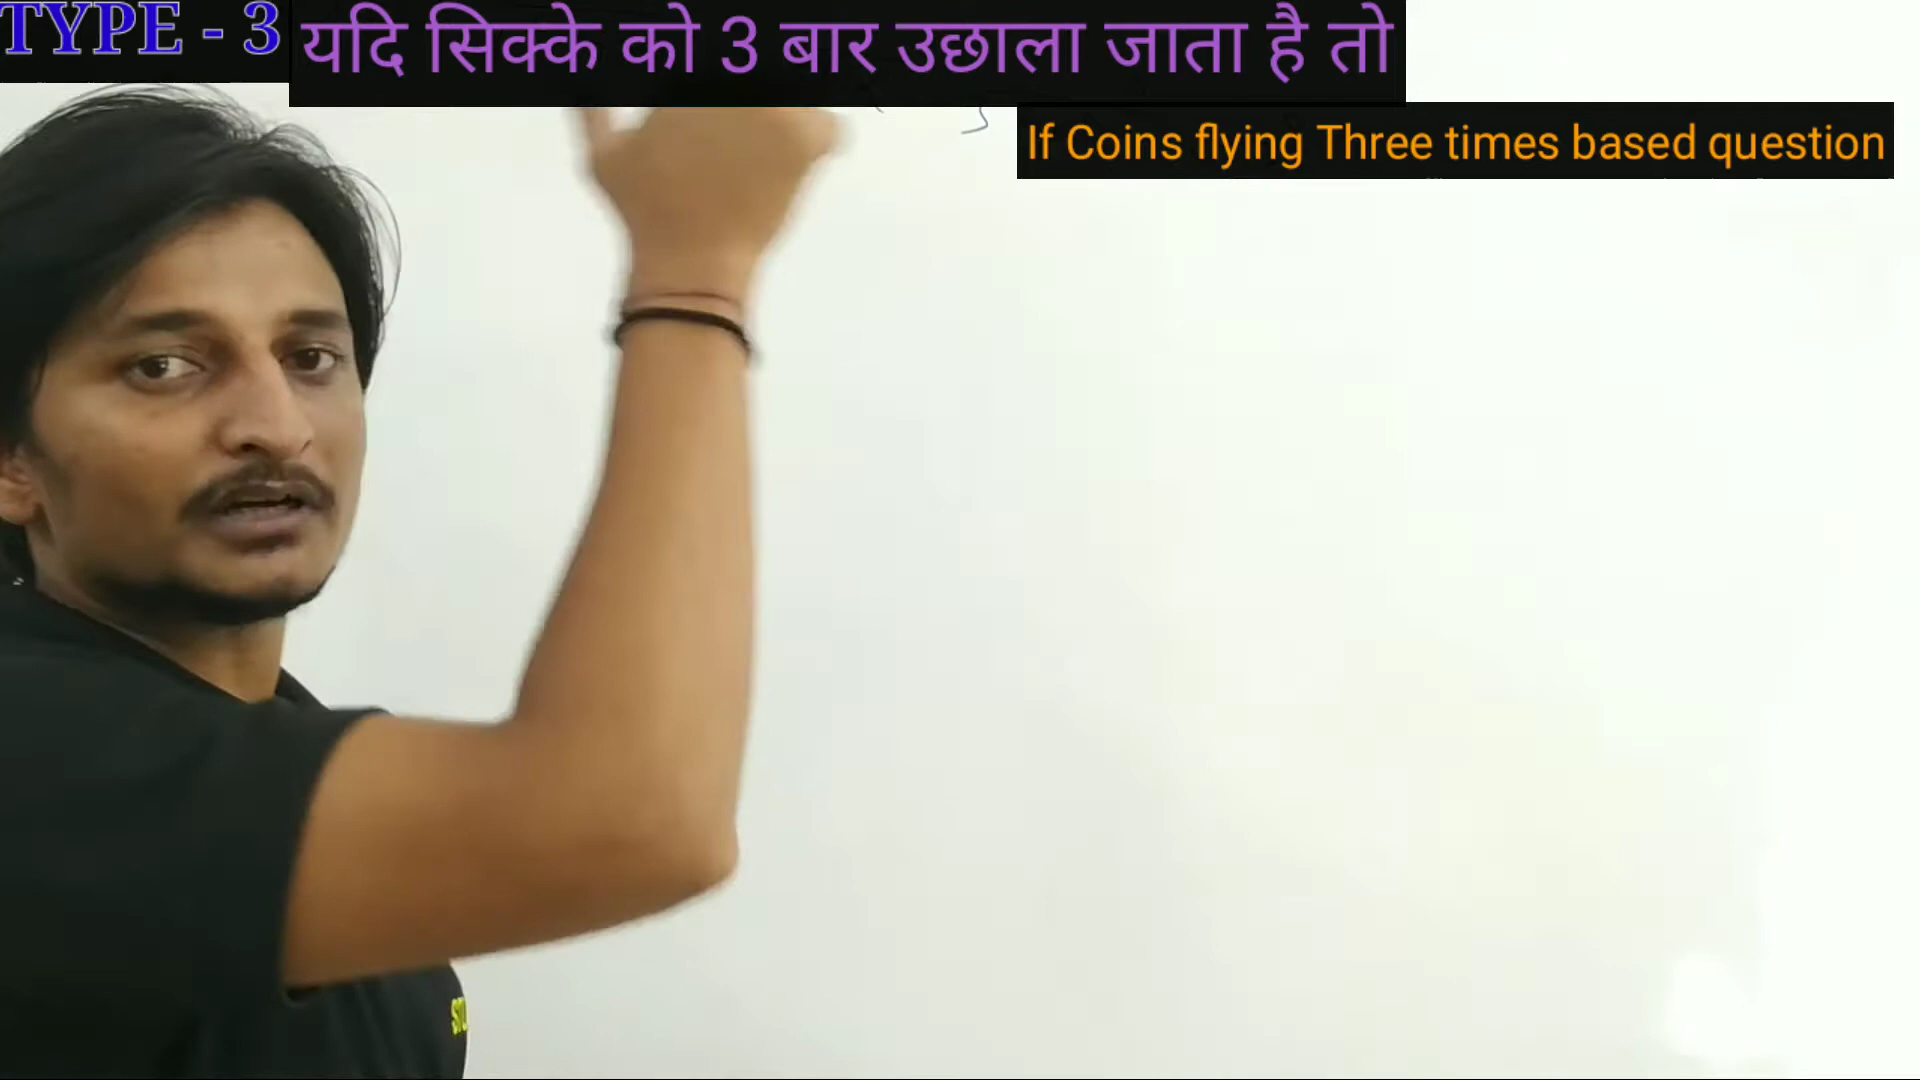 TYPE - 3
यदि सिक्के को 3 बार उछाला जाता है तो
If Coins flying Three times based question